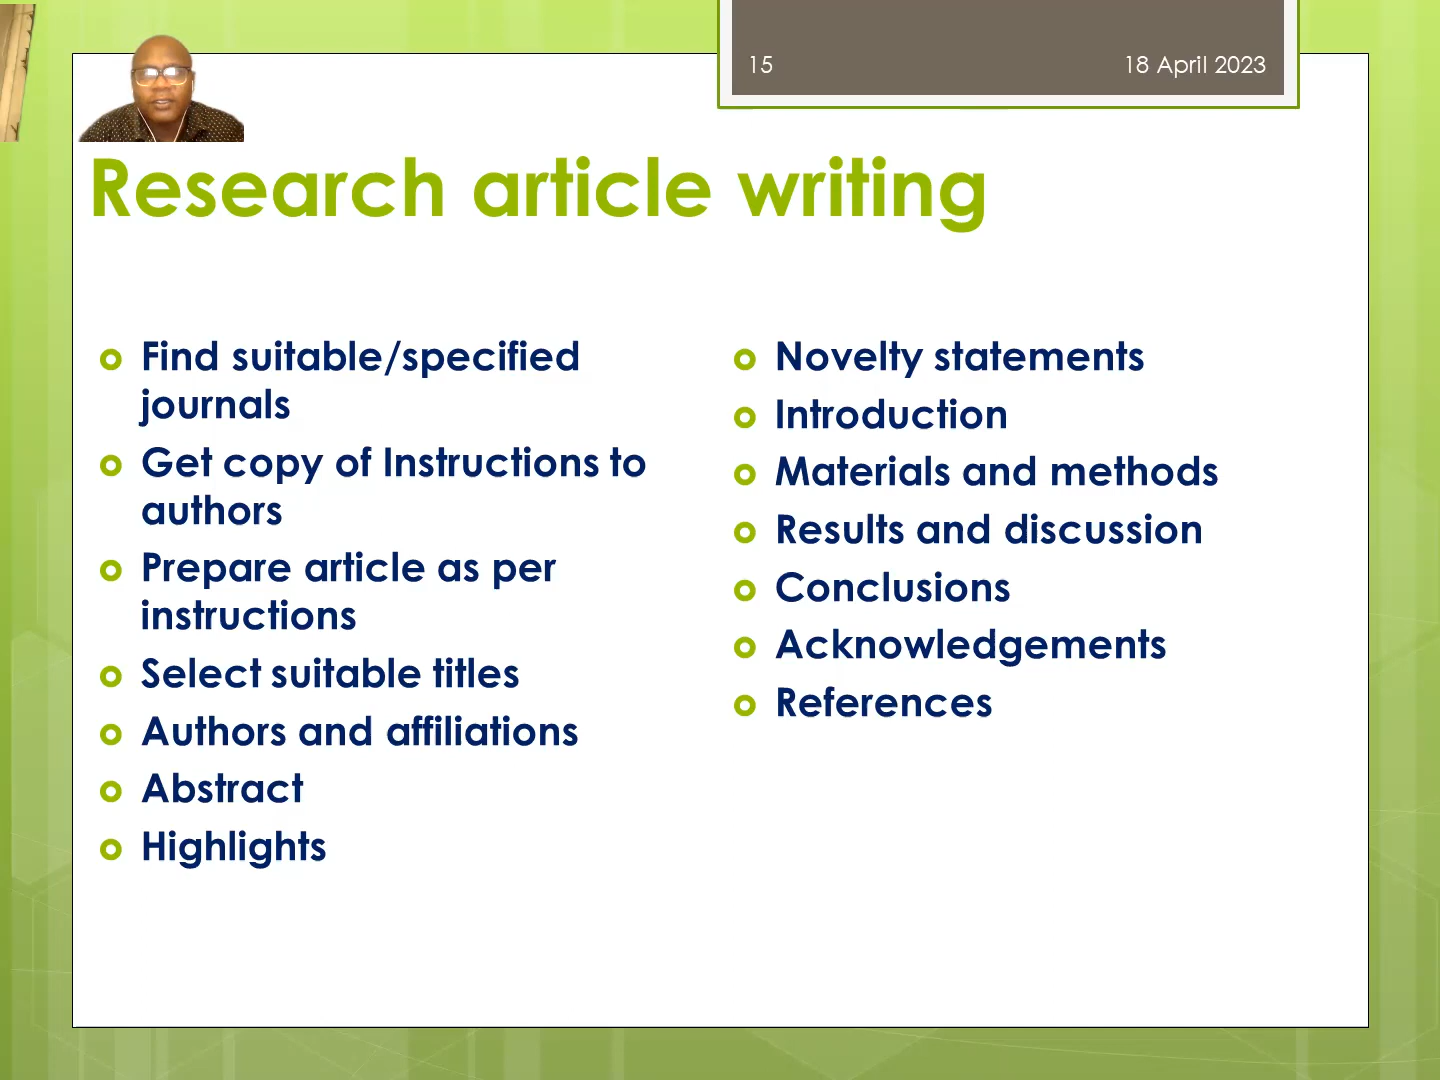 15
18 April 2023
Research article writing
Find suitable/specified
journals
Get copy of Instructions to
authors
Prepare article as per
instructions
Select suitable titles
Authors and affiliations
Abstract
Highlights
Novelty statements
Introduction
Materials and methods
Results and discussion
Conclusions
Acknowledgements
References